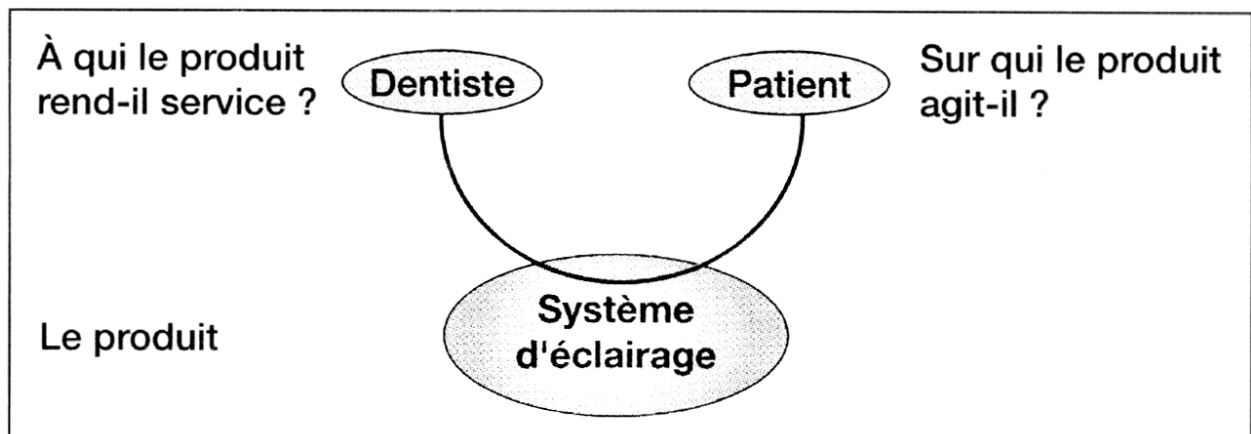 À qui le produit
rend-il service ?
Dentiste
Patient
Sur qui le produit
agit-il ?
Le produit
Système
d'éclairage